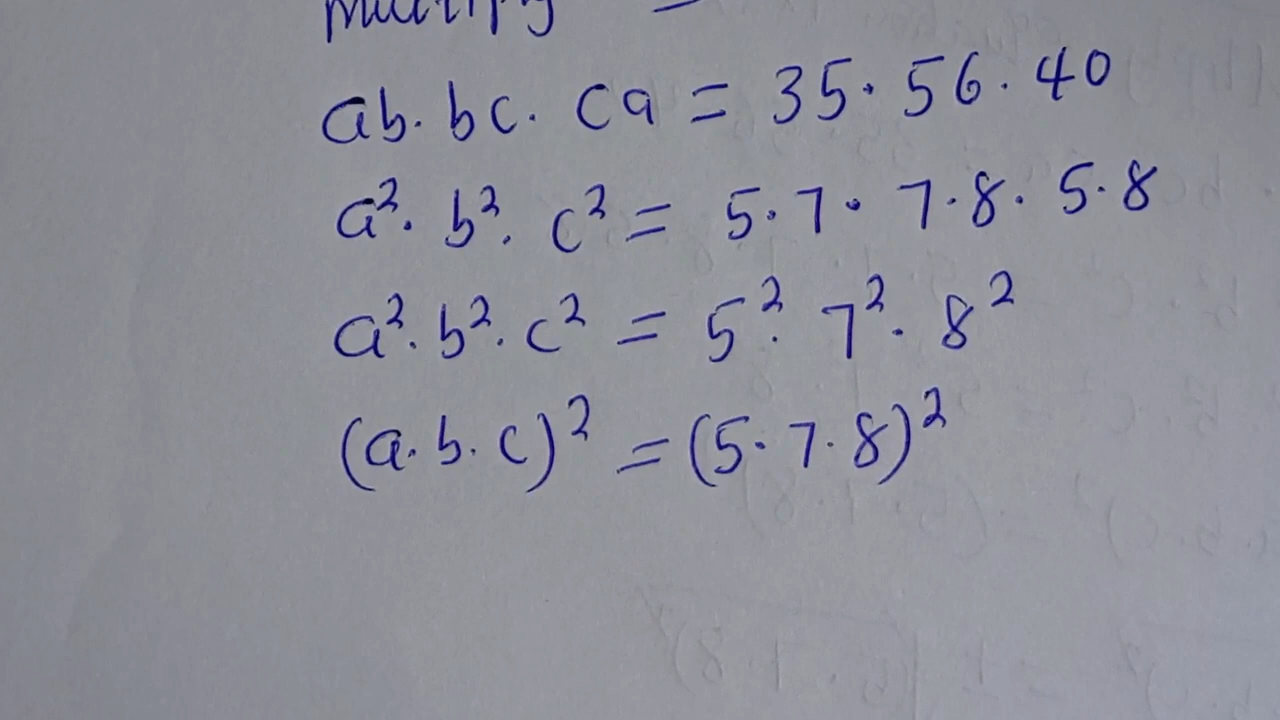 multiply =
ab. bc. ca = 35. 56. 40
a². b². c² = 5.7. 7.8. 5.8
a². b². c² = 5². 7². 8²
(a.b.c)² = (5.7.8)²